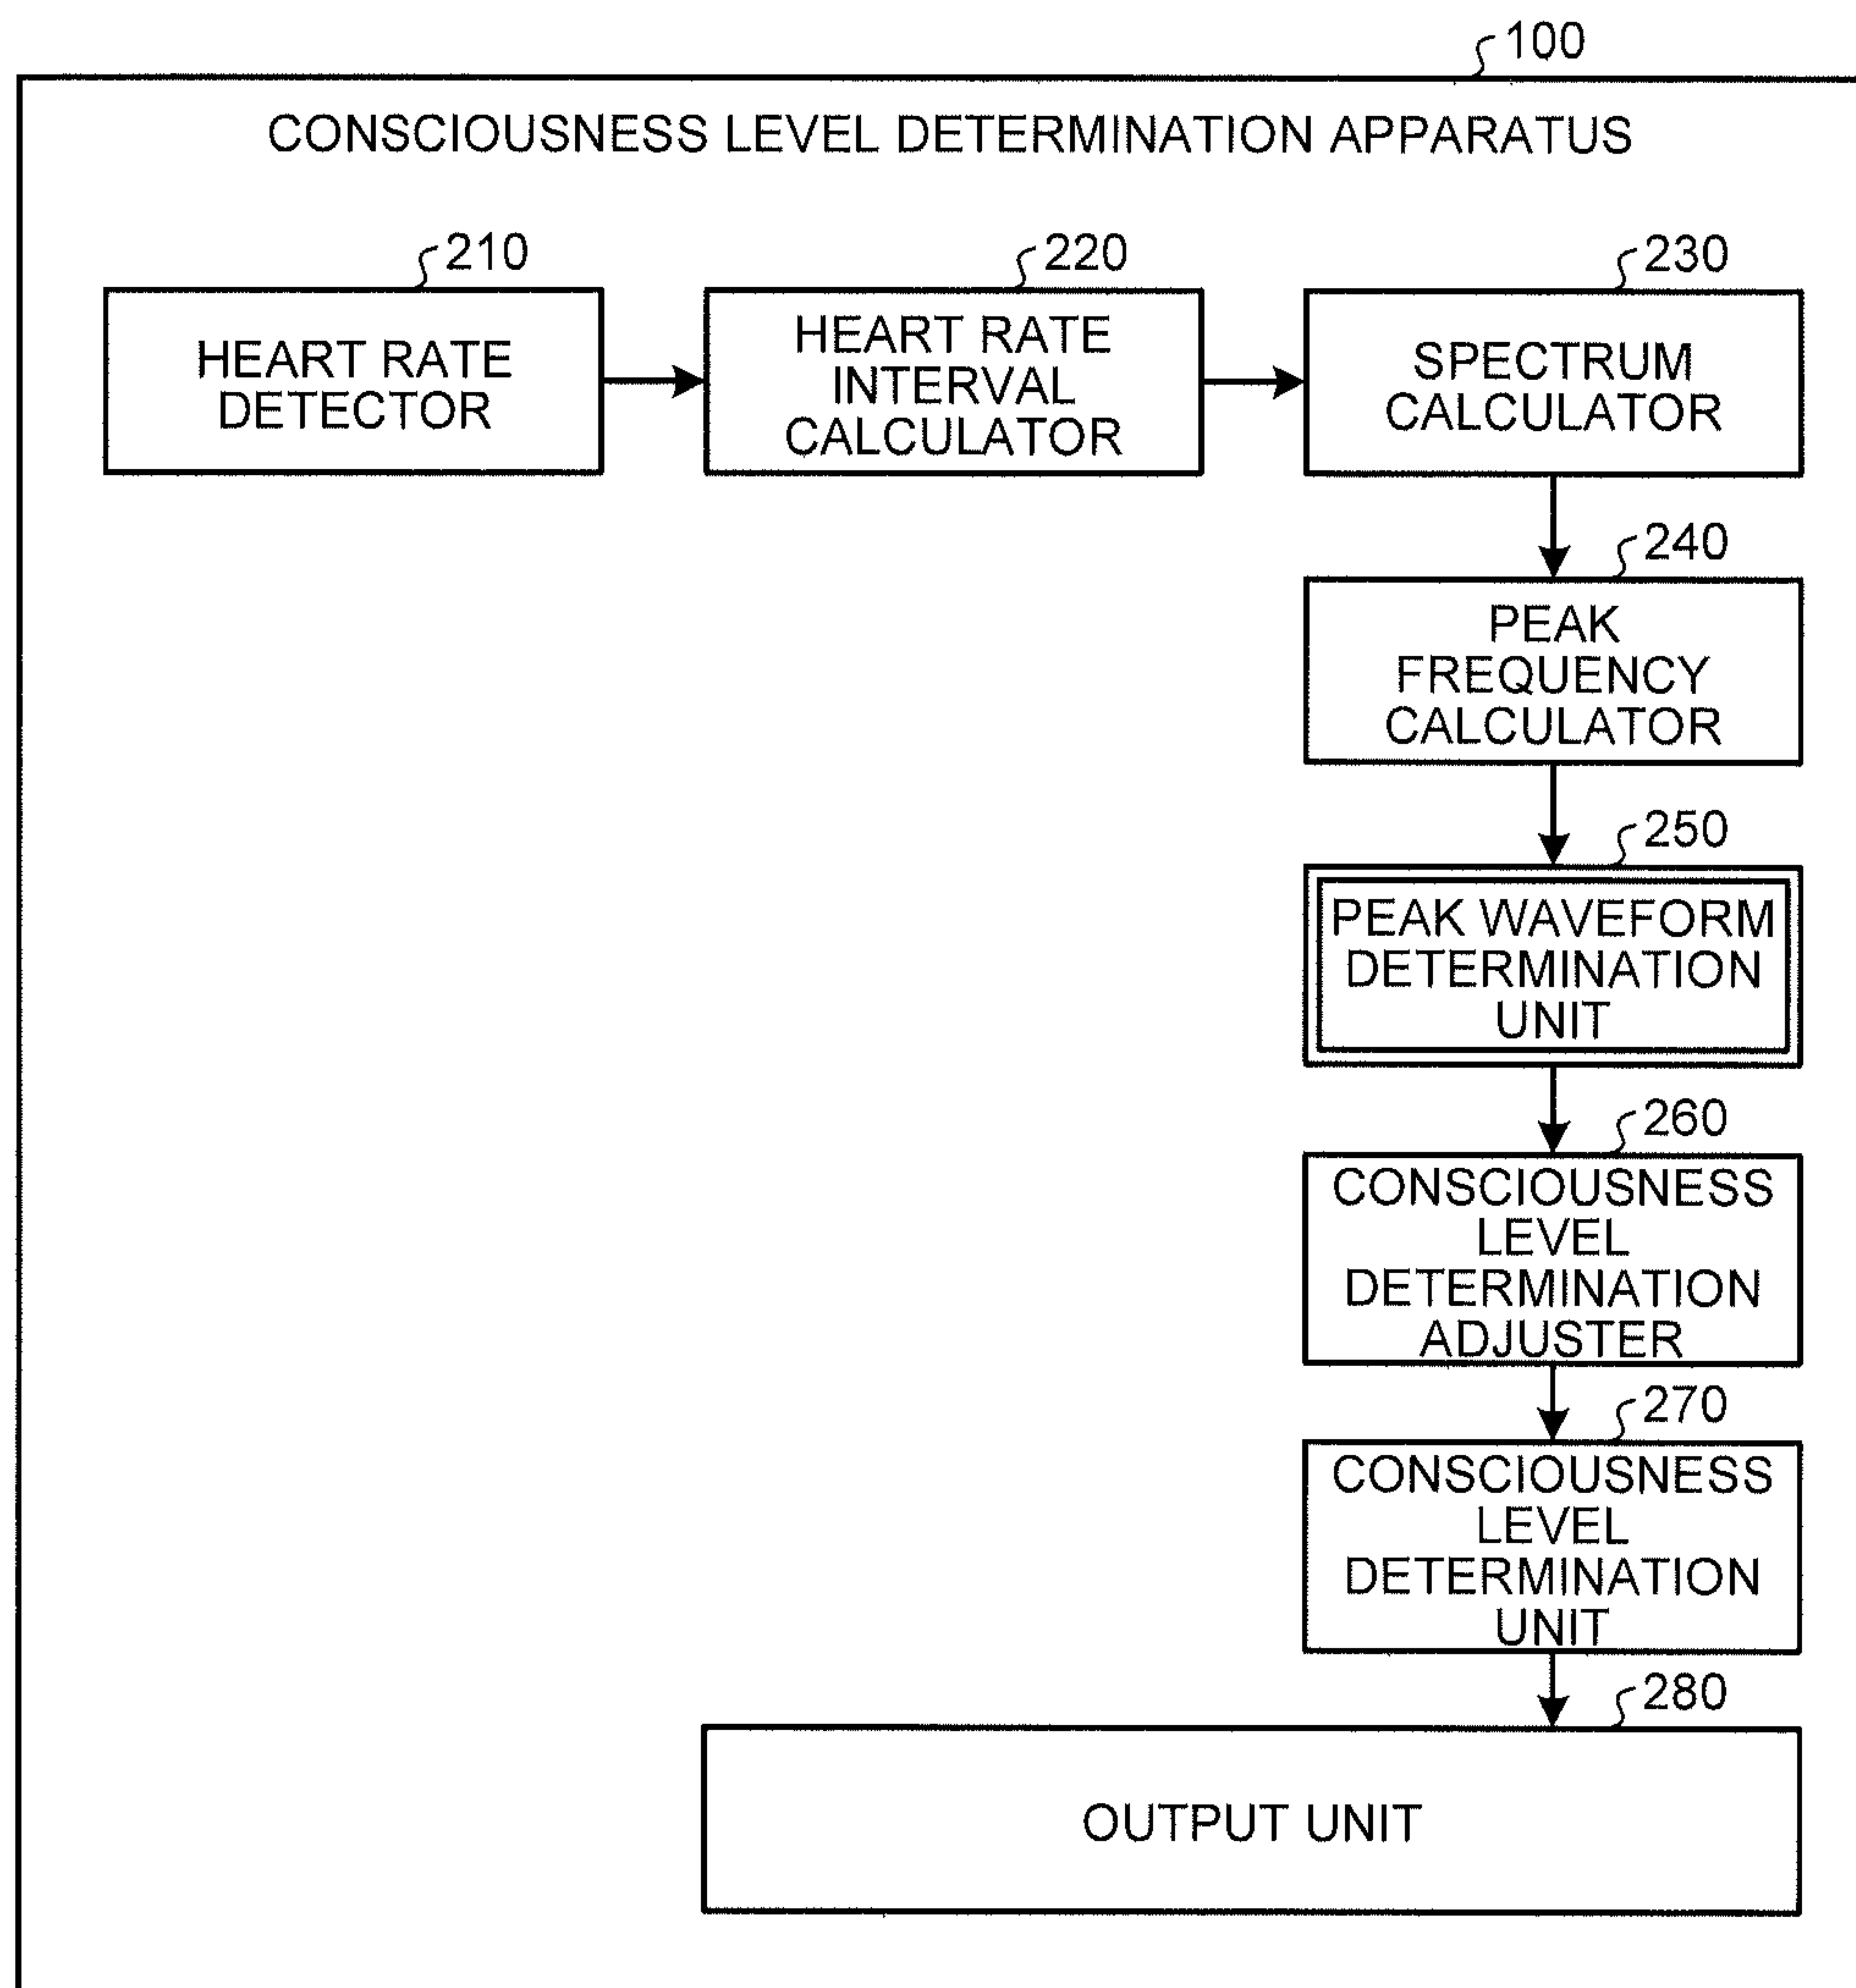 100
CONSCIOUSNESS LEVEL DETERMINATION APPARATUS
210
HEART RATE
DETECTOR
220
HEART RATE
INTERVAL
CALCULATOR
230
SPECTRUM
CALCULATOR
240
PEAK
FREQUENCY
CALCULATOR
250
PEAK WAVEFORM
DETERMINATION
UNIT
260
CONSCIOUSNESS
LEVEL
DETERMINATION
ADJUSTER
270
CONSCIOUSNESS
LEVEL
DETERMINATION
UNIT
280
OUTPUT UNIT